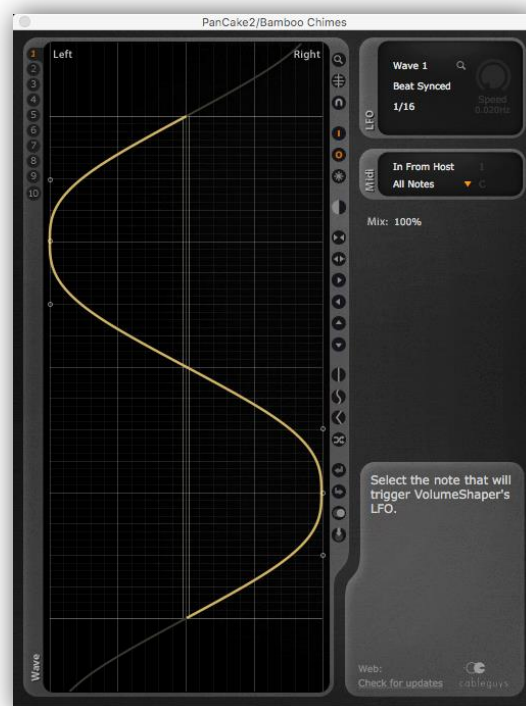 PanCake2/Bamboo Chimes
Left
Right
1
2
3
4
5
6
7
8
9
10
Wave
LFO
Wave 1
Beat Synced
1/16
Speed
0.020Hz
Midi
In From Host
1
All Notes
C
Mix: 100%
Select the note that will
trigger VolumeShaper's
LFO.
Web:
Check for updates
cableguys